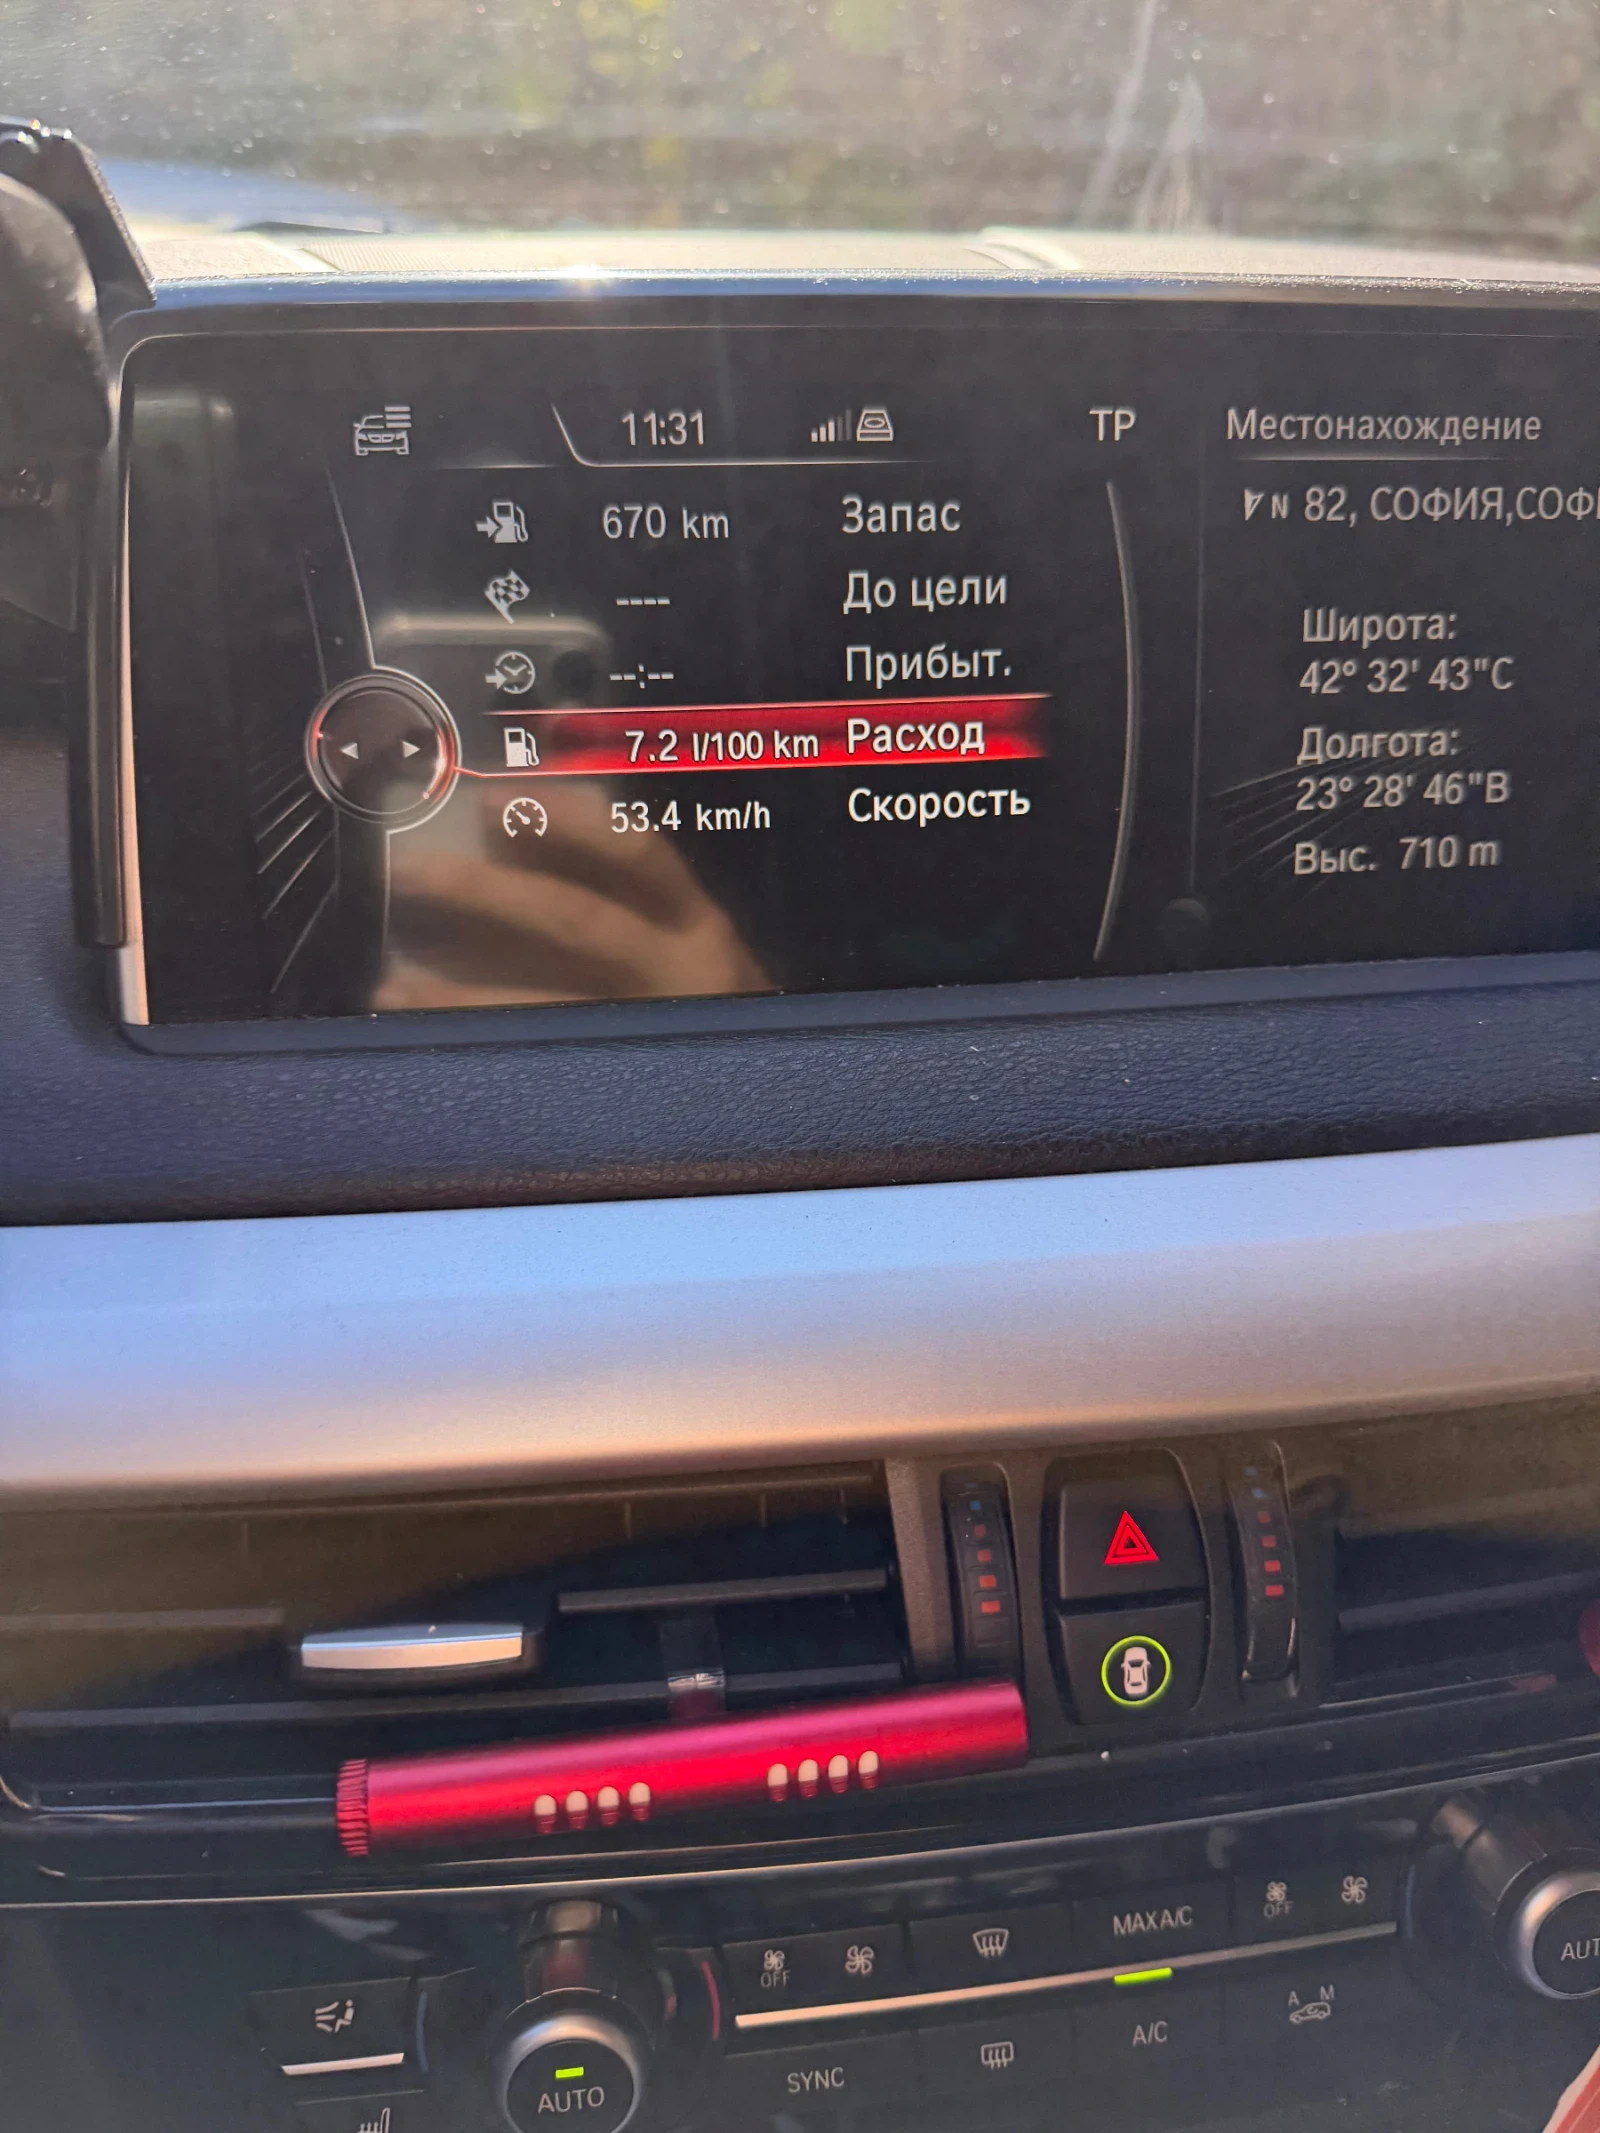 11:31
TP
Местонахождение
670 km Запас
N 82, СОФИЯ,СОФ
---- До цели
--:-- Прибыт.
7.2 l/100 km Расход
53.4 km/h Скорость
Широта:
42° 32' 43"С
Долгота:
23° 28' 46"В
Выс. 710 m
OFF
MAX A/C
OFF
AUTO
SYNC
A/C
A M
AUT